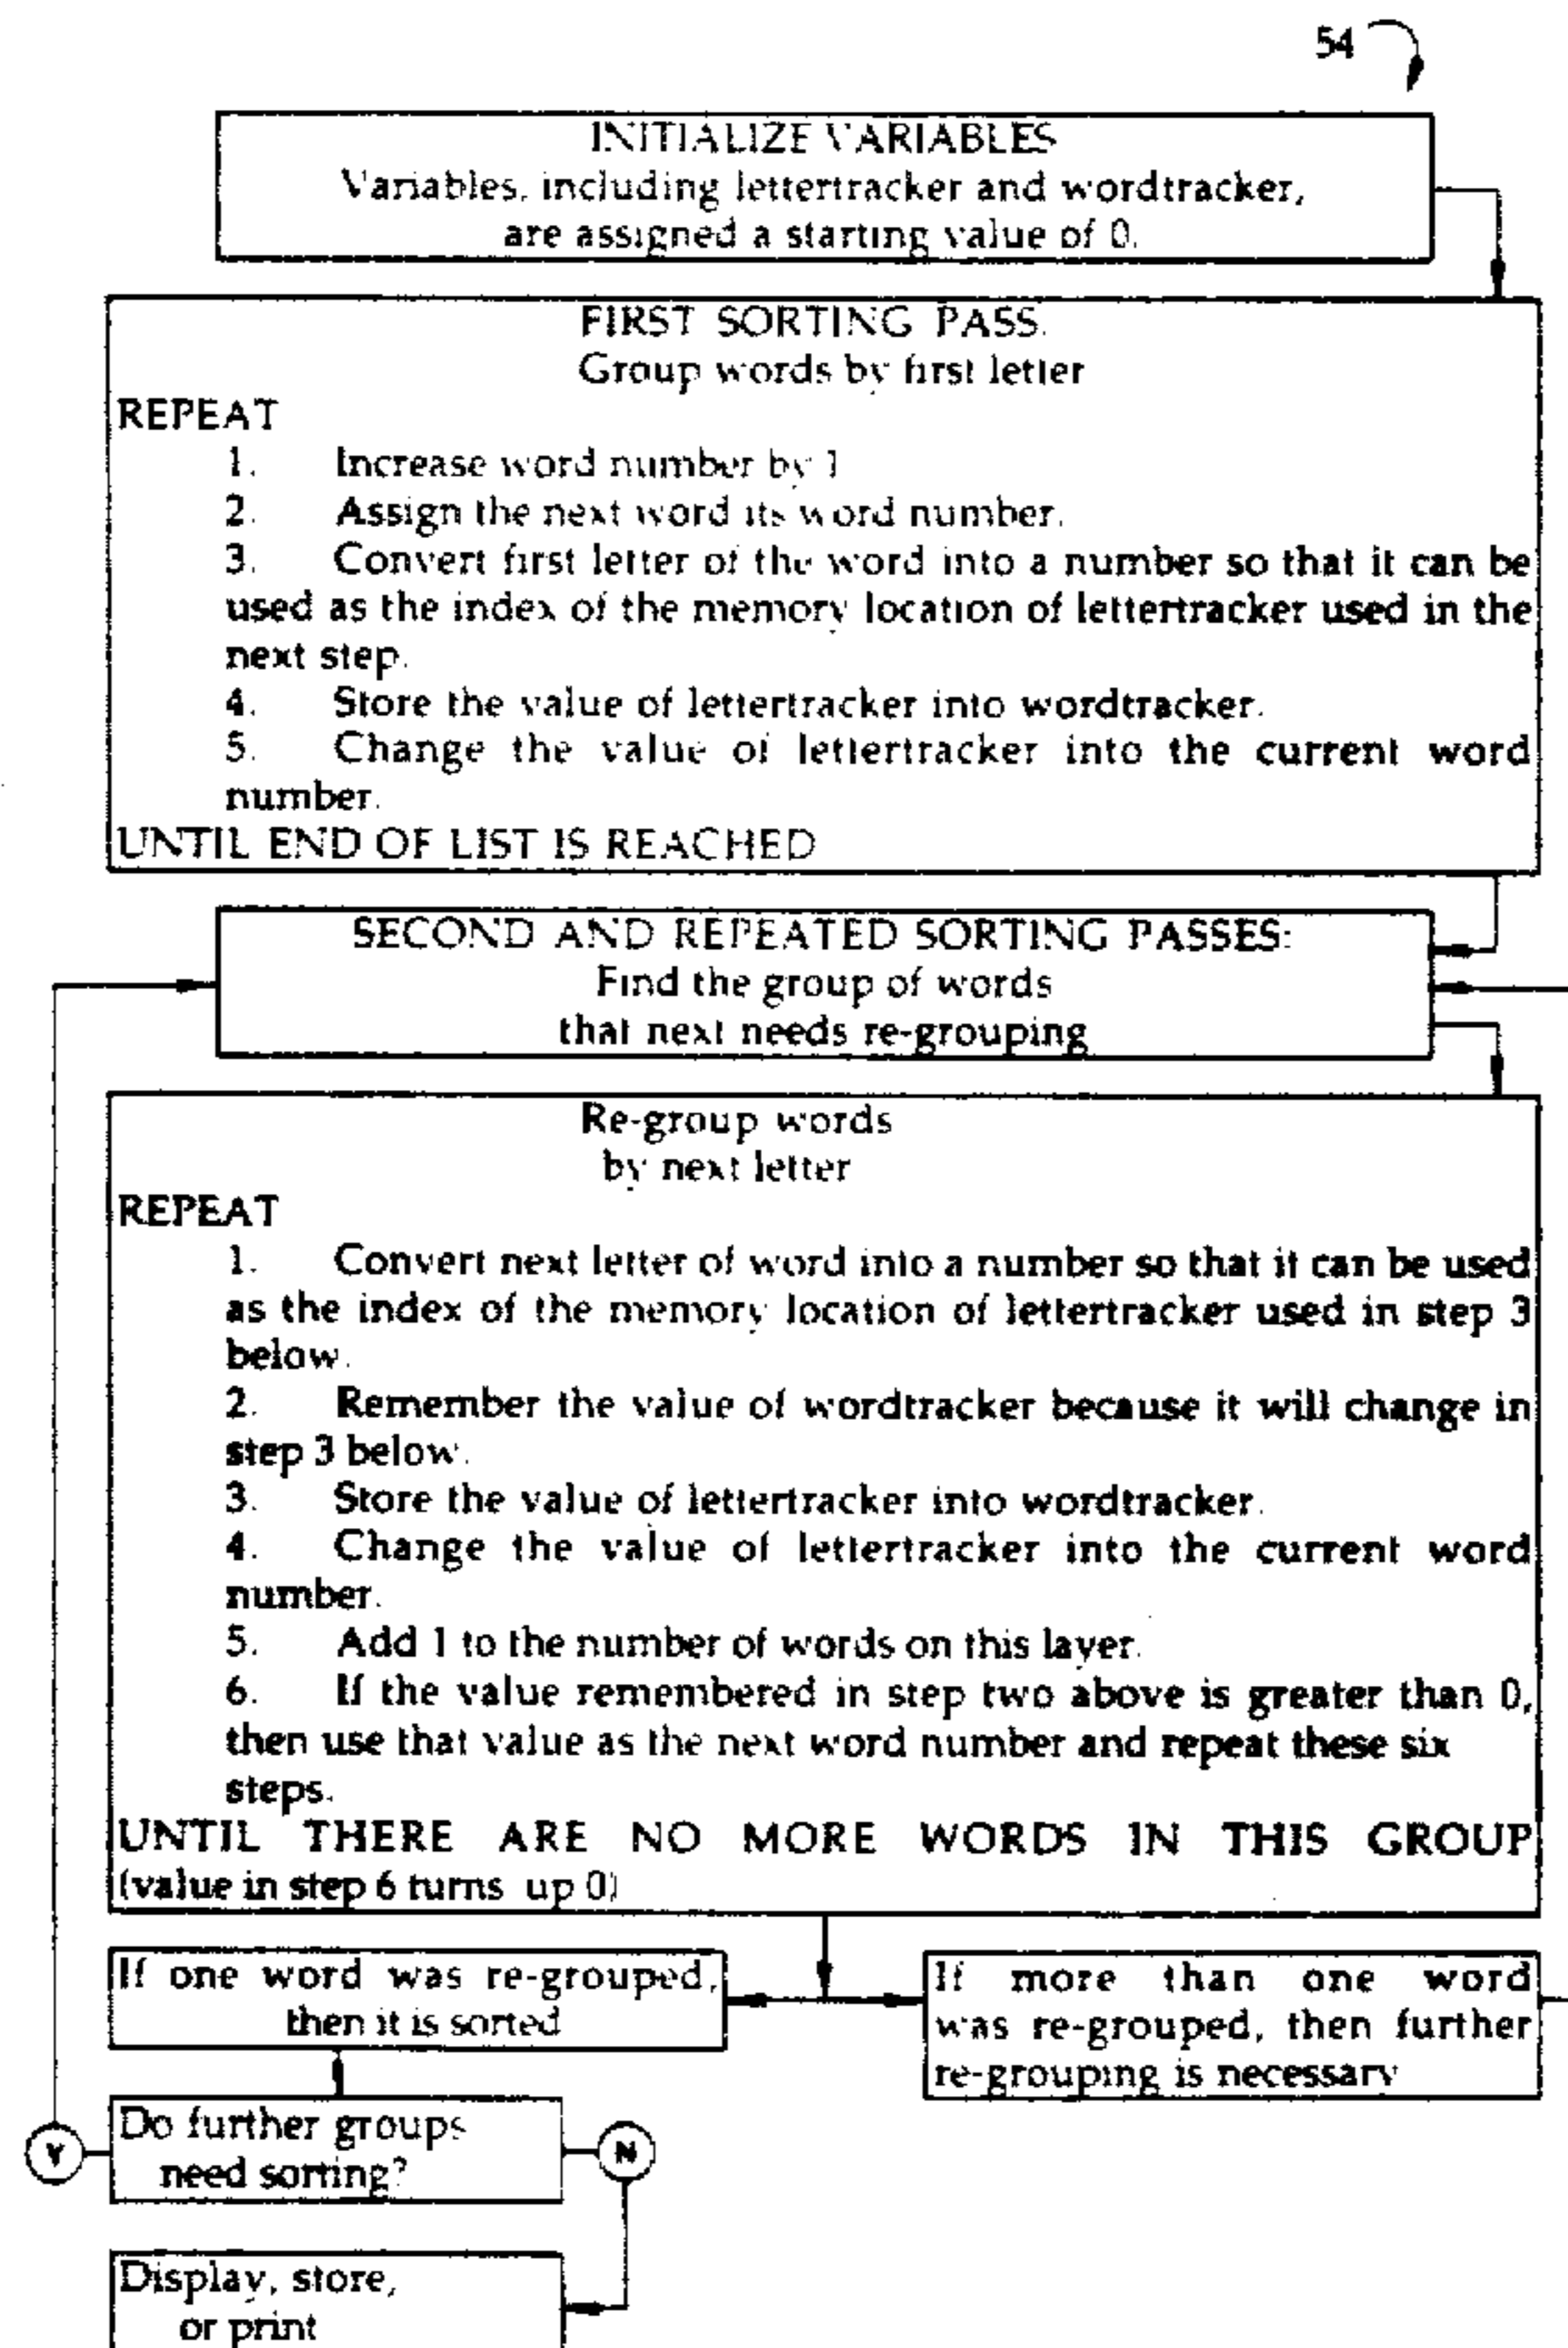 54
INITIALIZE VARIABLES
Variables, including lettertracker and wordtracker,
are assigned a starting value of 0.
FIRST SORTING PASS.
Group words by first letter
REPEAT
1. Increase word number by 1
2. Assign the next word its word number.
3. Convert first letter of the word into a number so that it can be
used as the index of the memory location of lettertracker used in the
next step.
4. Store the value of lettertracker into wordtracker.
5. Change the value of lettertracker into the current word
number.
UNTIL END OF LIST IS REACHED
SECOND AND REPEATED SORTING PASSES:
Find the group of words
that next needs re-grouping
Re-group words
by next letter
REPEAT
1. Convert next letter of word into a number so that it can be used
as the index of the memory location of lettertracker used in step 3
below.
2. Remember the value of wordtracker because it will change in
step 3 below.
3. Store the value of lettertracker into wordtracker.
4. Change the value of lettertracker into the current word
number.
5. Add 1 to the number of words on this layer.
6. If the value remembered in step two above is greater than 0,
then use that value as the next word number and repeat these six
steps.
UNTIL THERE ARE NO MORE WORDS IN THIS GROUP
(value in step 6 turns up 0)
If one word was re-grouped,
then it is sorted
If more than one word
was re-grouped, then further
re-grouping is necessary
Do further groups
need sorting?
Y
N
Display, store,
or print